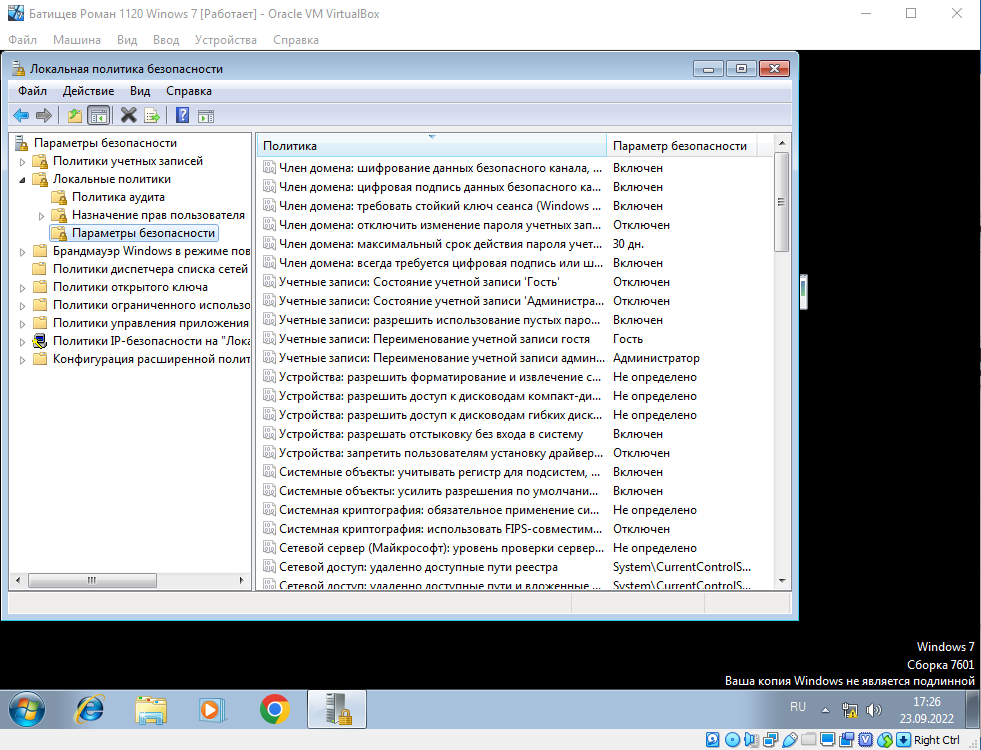 Батищев Роман 1120 Winows 7 [Работает] - Oracle VM VirtualBox
Файл Машина Вид Ввод Устройства Справка
Локальная политика безопасности
Файл Действие Вид Справка
Параметры безопасности
Политики учетных записей
Локальные политики
Политика аудита
Назначение прав пользователя
Параметры безопасности
Брандмауэр Windows в режиме пов
Политики диспетчера списка сетей
Политики открытого ключа
Политики ограниченного использо
Политики управления приложения
Политики IP-безопасности на "Лока
Конфигурация расширенной полит
Политика Параметр безопасности
Член домена: шифрование данных безопасного канала, ... Включен
Член домена: цифровая подпись данных безопасного ка... Включен
Член домена: требовать стойкий ключ сеанса (Windows ... Включен
Член домена: отключить изменение пароля учетных зап... Отключен
Член домена: максимальный срок действия пароля учет... 30 дн.
Член домена: всегда требуется цифровая подпись или ш... Включен
Учетные записи: Состояние учетной записи 'Гость' Отключен
Учетные записи: Состояние учетной записи 'Администра... Отключен
Учетные записи: разрешить использование пустых паро... Включен
Учетные записи: Переименование учетной записи гостя Гость
Учетные записи: Переименование учетной записи админ... Администратор
Устройства: разрешить форматирование и извлечение с... Не определено
Устройства: разрешить доступ к дисководам компакт-ди... Не определено
Устройства: разрешить доступ к дисководам гибких диск... Не определено
Устройства: разрешать отстыковку без входа в систему Включен
Устройства: запретить пользователям установку драйвер... Отключен
Системные объекты: учитывать регистр для подсистем, ... Включен
Системные объекты: усилить разрешения по умолчани... Включен
Системная криптография: обязательное применение си... Не определено
Системная криптография: использовать FIPS-совместим... Отключен
Сетевой сервер (Майкрософт): уровень проверки сервер... Не определено
Сетевой доступ: удаленно доступные пути реестра System\CurrentControlS...
Сетевой доступ: удаленно доступные пути и вложенные ... System\CurrentControlS...
Windows 7
Сборка 7601
Ваша копия Windows не является подлинной
RU
17:26
23.09.2022
Right Ctrl